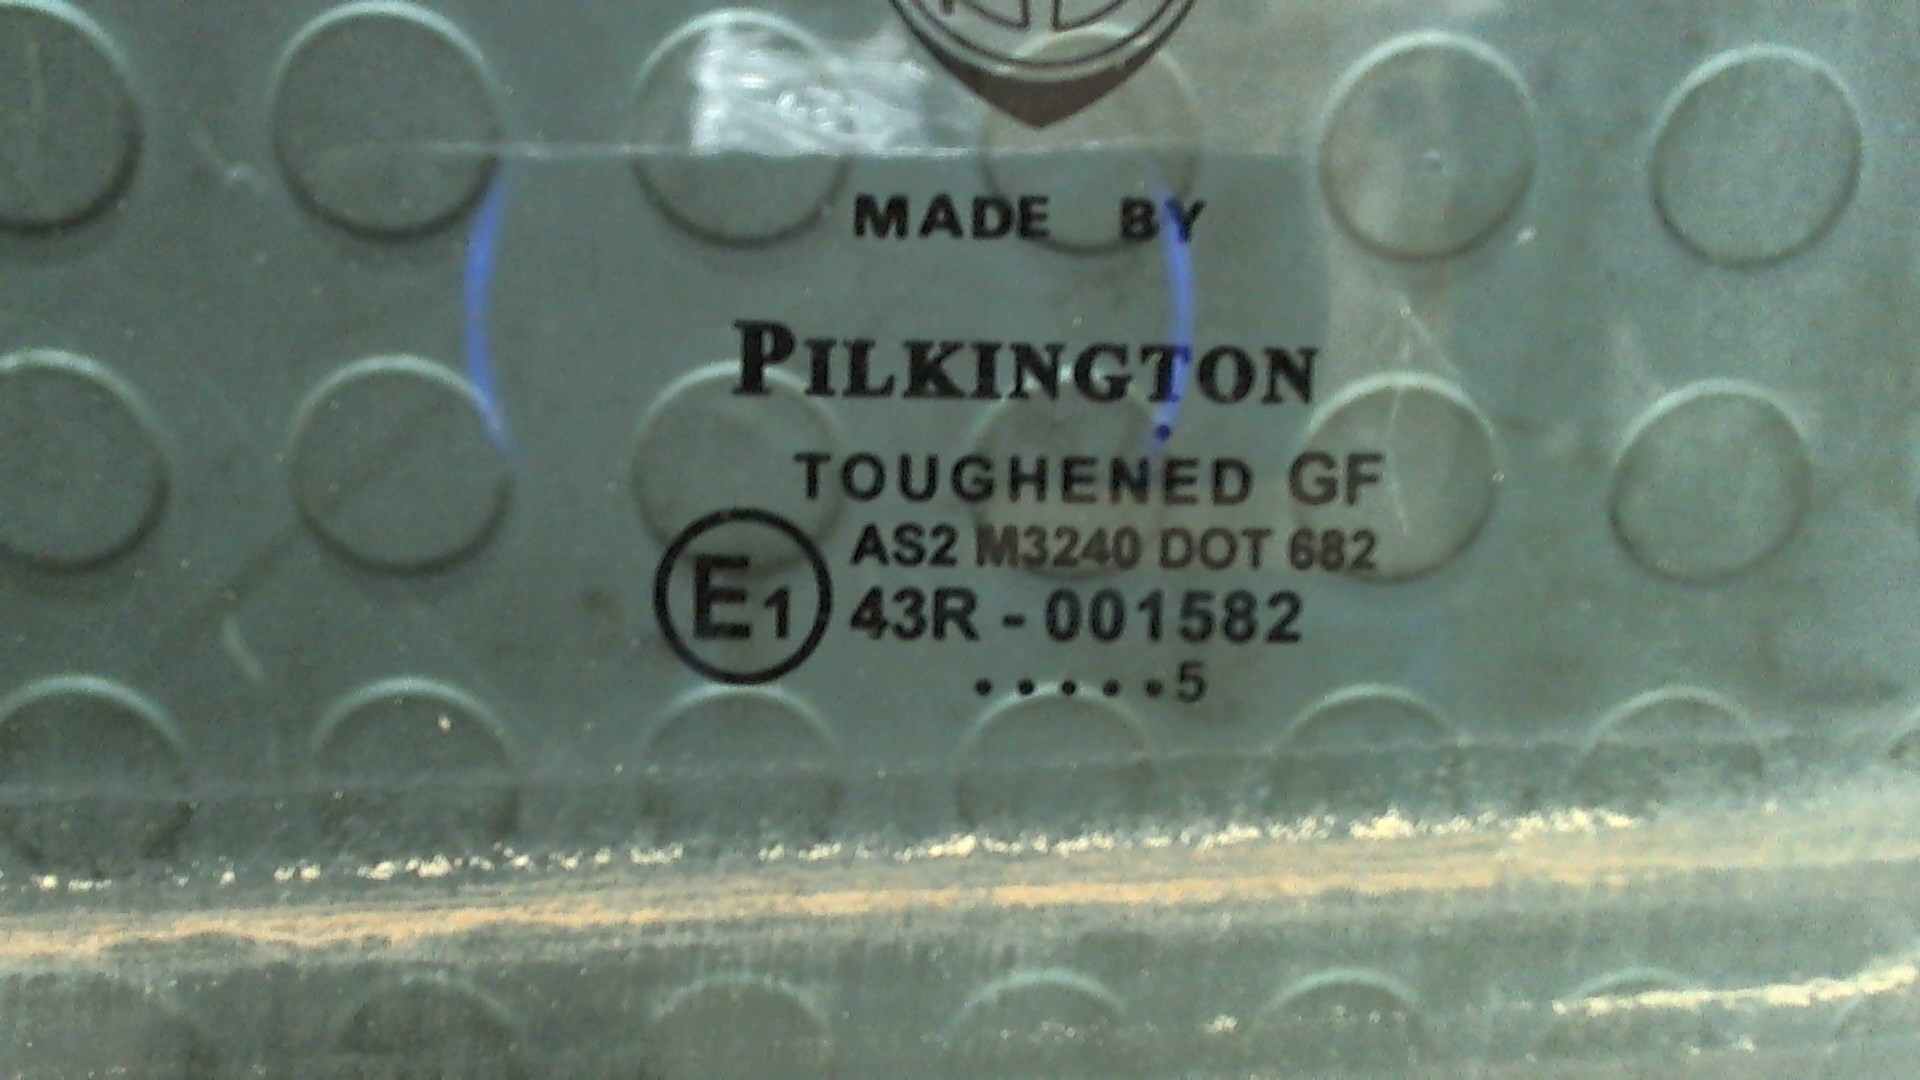 MADE BY
PILKINGTON
TOUGHENED GF
AS2 M3240 DOT 682
E1 43R - 001582
.....5